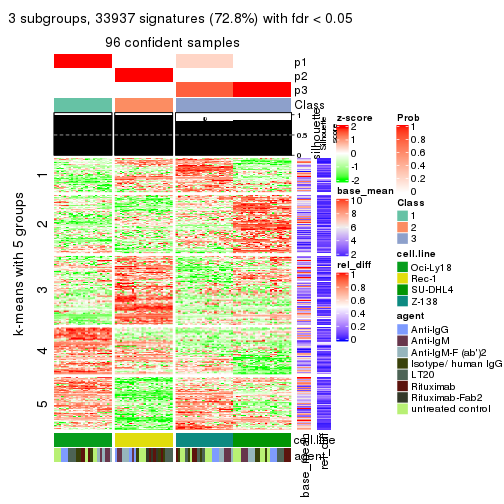 3 subgroups, 33937 signatures (72.8%) with fdr < 0.05
96 confident samples
p1
p2
p3
Class
1
0.5
0
silhouette
1
2
3
4
5
k-means with 5 groups
cell.line
agent
base_mean
rel_diff
z-score
2
1
0
-1
-2
base_mean
10
8
6
4
2
rel_diff
1
0.8
0.6
0.4
0.2
0
Prob
1
0.8
0.6
0.4
0.2
0
Class
1
2
3
cell.line
Oci-Ly18
Rec-1
SU-DHL4
Z-138
agent
Anti-IgG
Anti-IgM
Anti-IgM-F (ab')2
Isotype/ human IgG
LT20
Rituximab
Rituximab-Fab2
untreated control